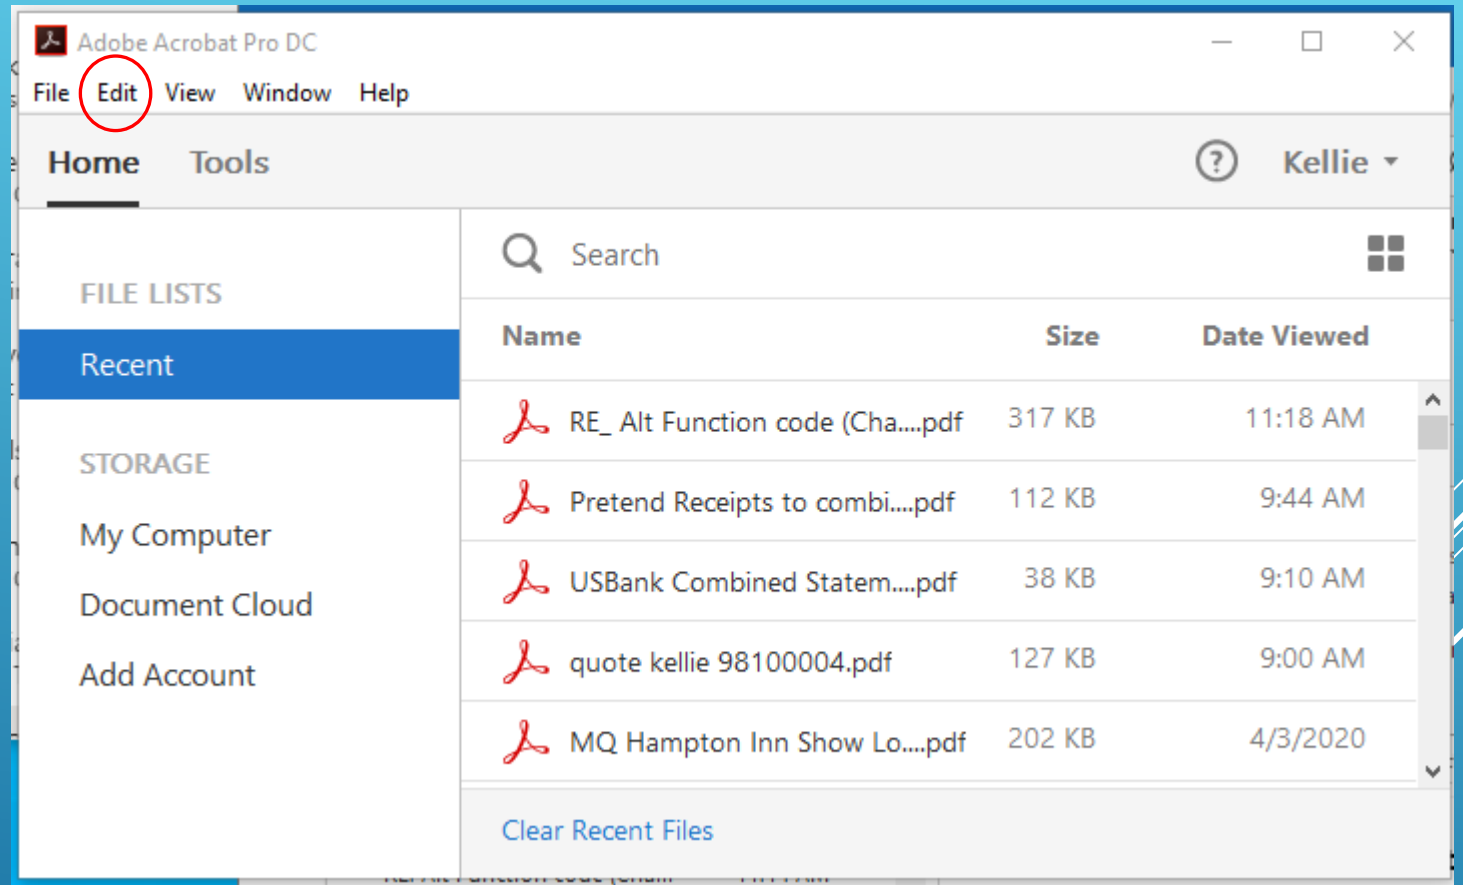 Adobe Acrobat Pro DC
File Edit View Window Help
Home Tools Kellie
Search
FILE LISTS
Name Size Date Viewed
Recent
RE_ Alt Function code (Cha....pdf 317 KB 11:18 AM
STORAGE
Pretend Receipts to combi....pdf 112 KB 9:44 AM
My Computer
USBank Combined Statem....pdf 38 KB 9:10 AM
Document Cloud
quote kellie 98100004.pdf 127 KB 9:00 AM
Add Account
MQ Hampton Inn Show Lo....pdf 202 KB 4/3/2020
Clear Recent Files